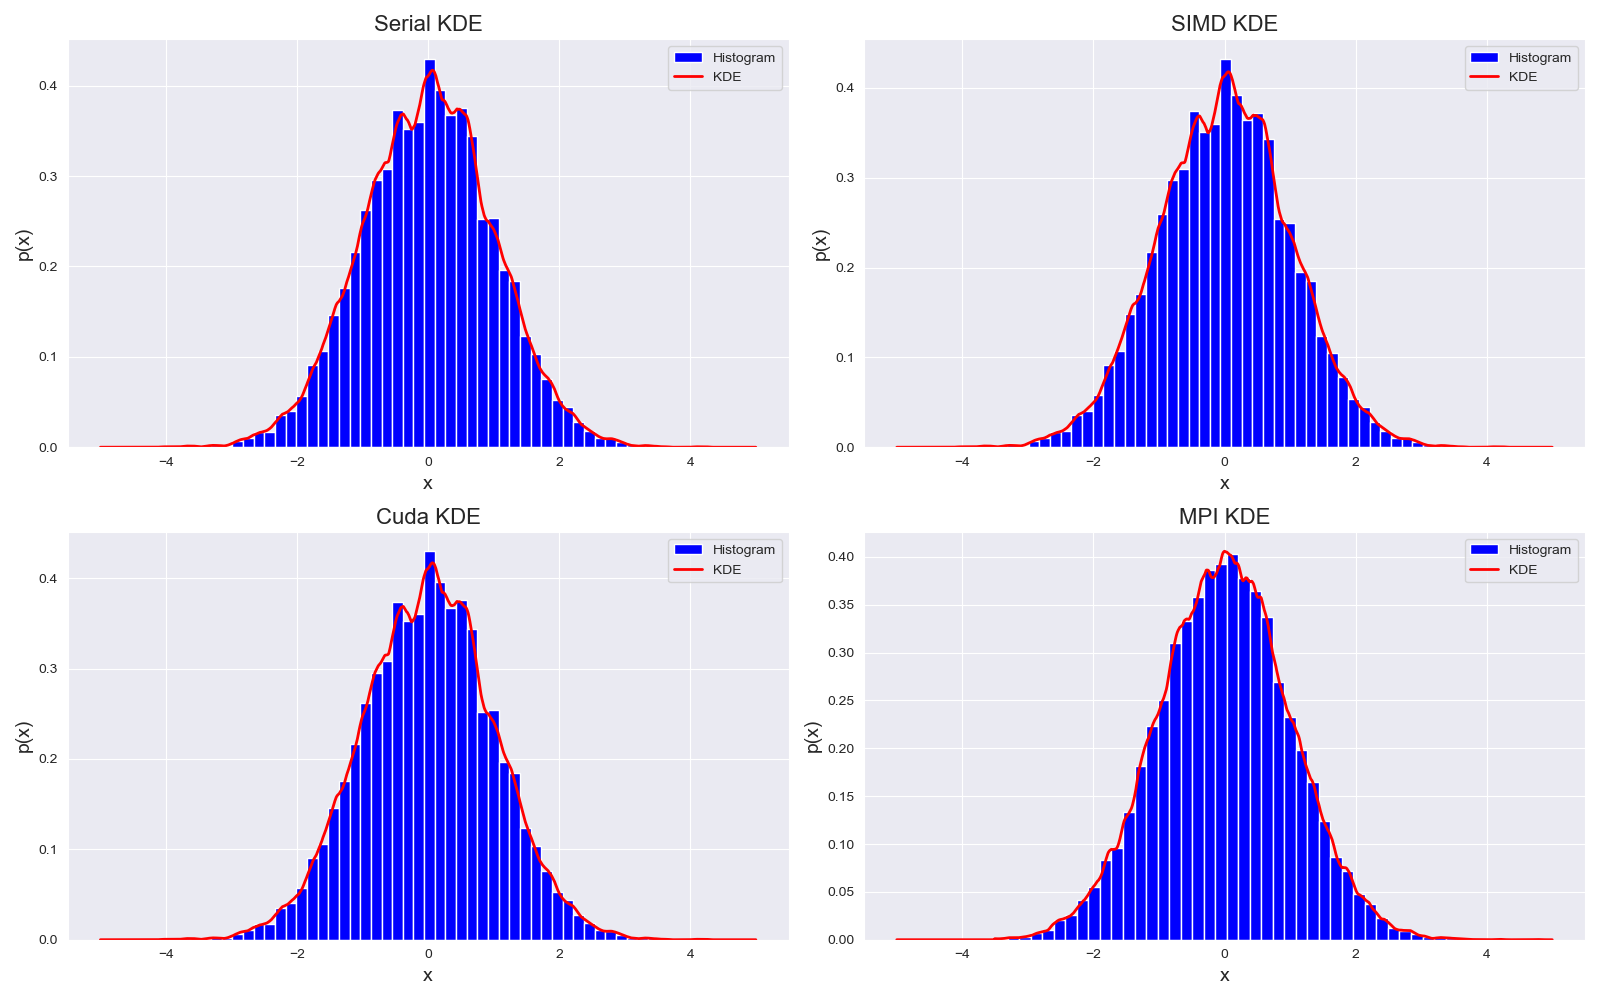 Serial KDE
p(x)
0.4
0.3
0.2
0.1
0.0
Histogram
KDE
−4 −2 0 2 4
x
SIMD KDE
p(x)
0.4
0.3
0.2
0.1
0.0
Histogram
KDE
−4 −2 0 2 4
x
Cuda KDE
p(x)
0.4
0.3
0.2
0.1
0.0
Histogram
KDE
−4 −2 0 2 4
x
MPI KDE
p(x)
0.40
0.35
0.30
0.25
0.20
0.15
0.10
0.05
0.00
Histogram
KDE
−4 −2 0 2 4
x